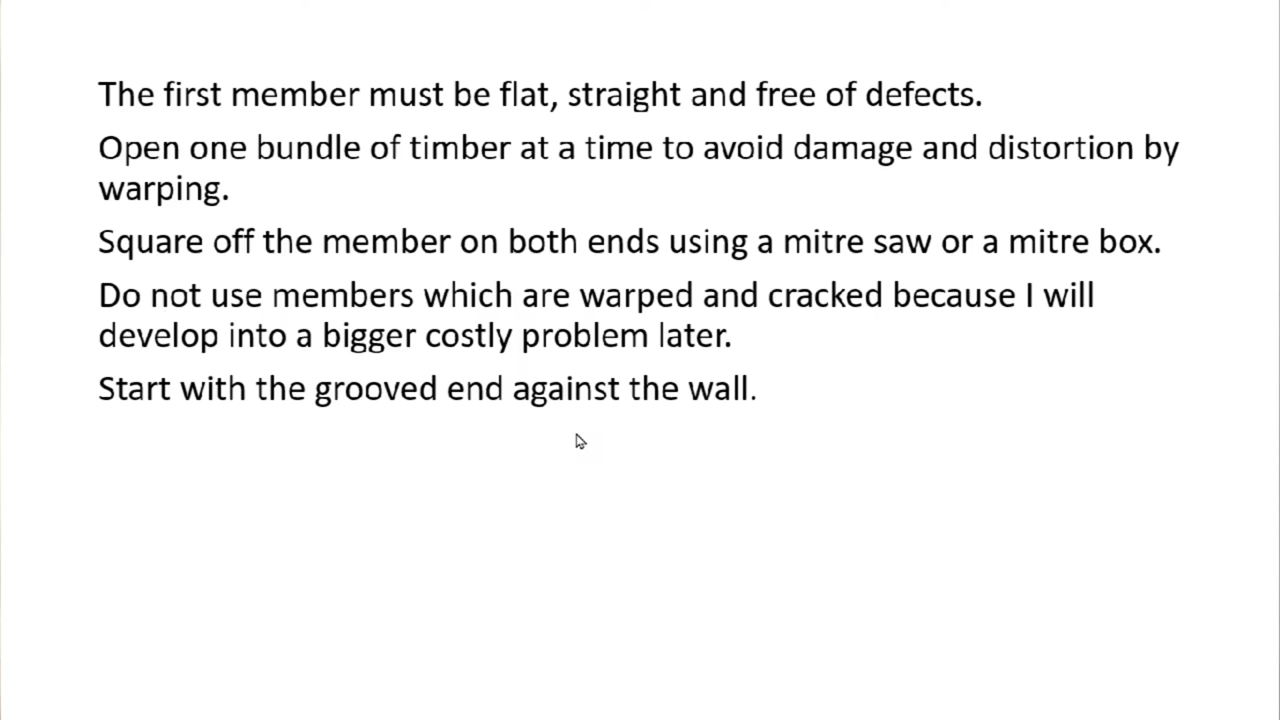 The first member must be flat, straight and free of defects.
Open one bundle of timber at a time to avoid damage and distortion by
warping.
Square off the member on both ends using a mitre saw or a mitre box.
Do not use members which are warped and cracked because I will
develop into a bigger costly problem later.
Start with the grooved end against the wall.